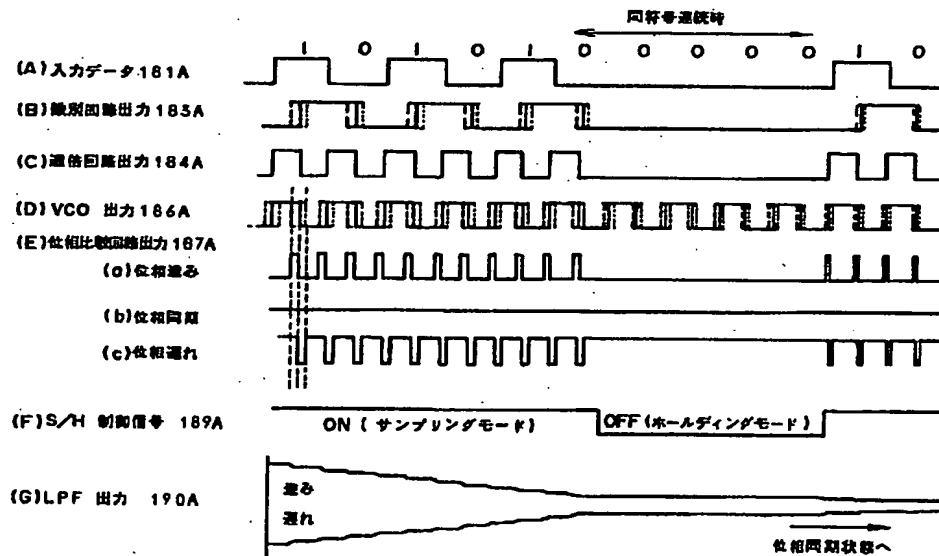 同符号連続時
1 0 1 0 1 0 0 0 0 0 1 0
(A)入力データ 181A
(B)識別回路出力 183A
(C)逓倍回路出力 184A
(D)VCO 出力 186A
(E)位相比較回路出力 187A
(a)位相進み
(b)位相同期
(c)位相遅れ
(F)S/H 制御信号 189A
ON ( サンプリングモード )
OFF (ホールディングモード)
(G)LPF 出力 190A
進み
遅れ
位相同期状態へ